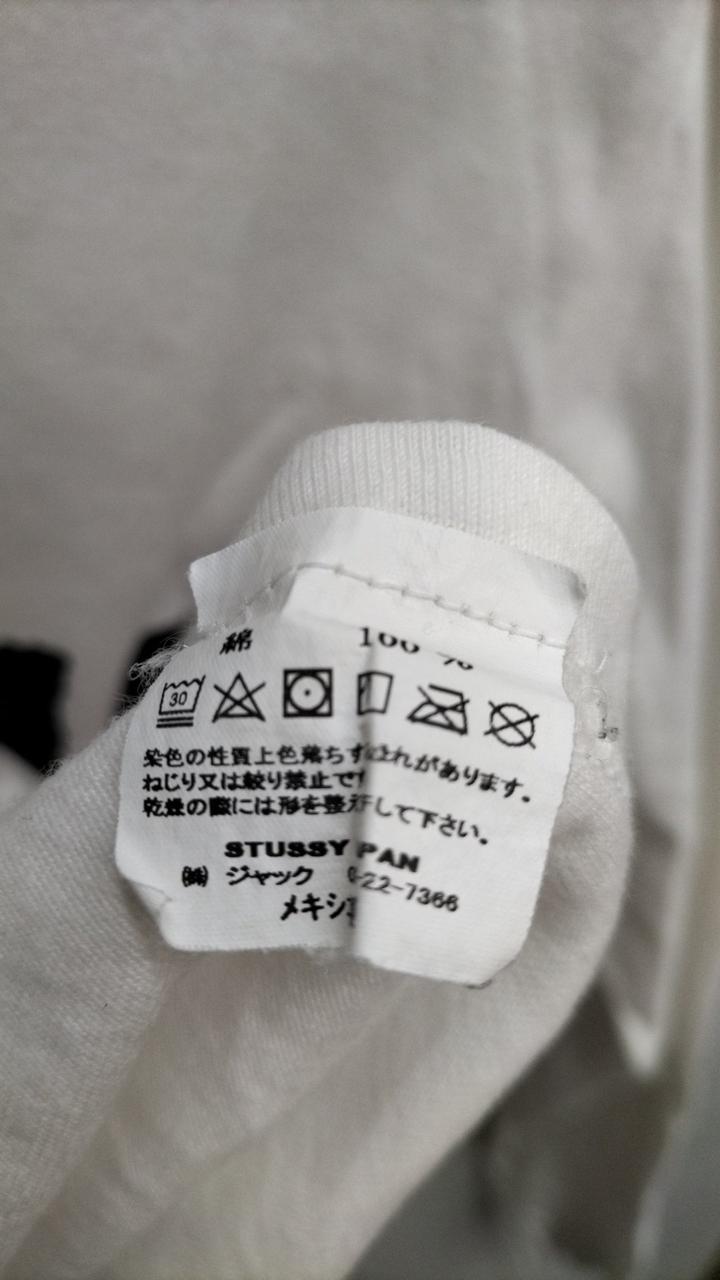 綿 100 %
30
染色の性質上色落ちす があります。
ねじり又は絞り禁止で
乾燥の際には形を整 して下さい。
STUSSY PAN
㈱ ジャック -22-7366
メキシ